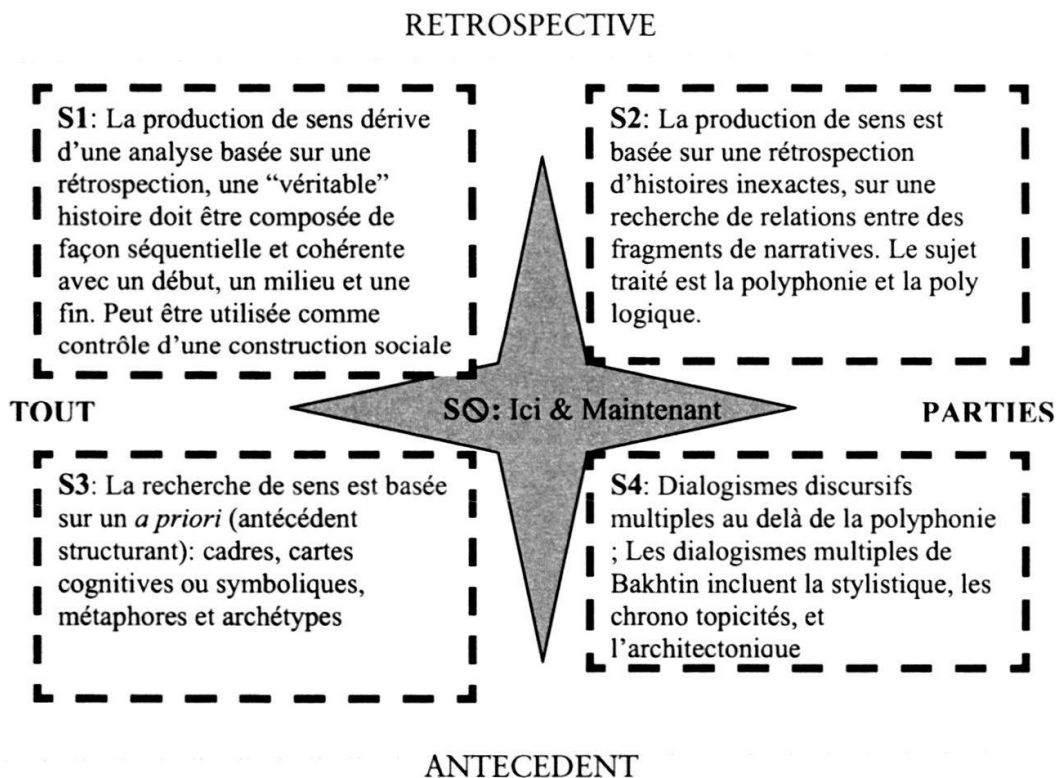 RETROSPECTIVE
S1: La production de sens dérive
d'une analyse basée sur une
rétrospection, une “véritable”
histoire doit être composée de
façon séquentielle et cohérente
avec un début, un milieu et une
fin. Peut être utilisée comme
contrôle d'une construction sociale
S2: La production de sens est
basée sur une rétrospection
d'histoires inexactes, sur une
recherche de relations entre des
fragments de narratives. Le sujet
traité est la polyphonie et la poly
logique.
TOUT
S⦸: Ici & Maintenant
PARTIES
S3: La recherche de sens est basée
sur un a priori (antécédent
structurant): cadres, cartes
cognitives ou symboliques,
métaphores et archétypes
S4: Dialogismes discursifs
multiples au delà de la polyphonie
; Les dialogismes multiples de
Bakhtin incluent la stylistique, les
chrono topicités, et
l'architectonique
ANTECEDENT